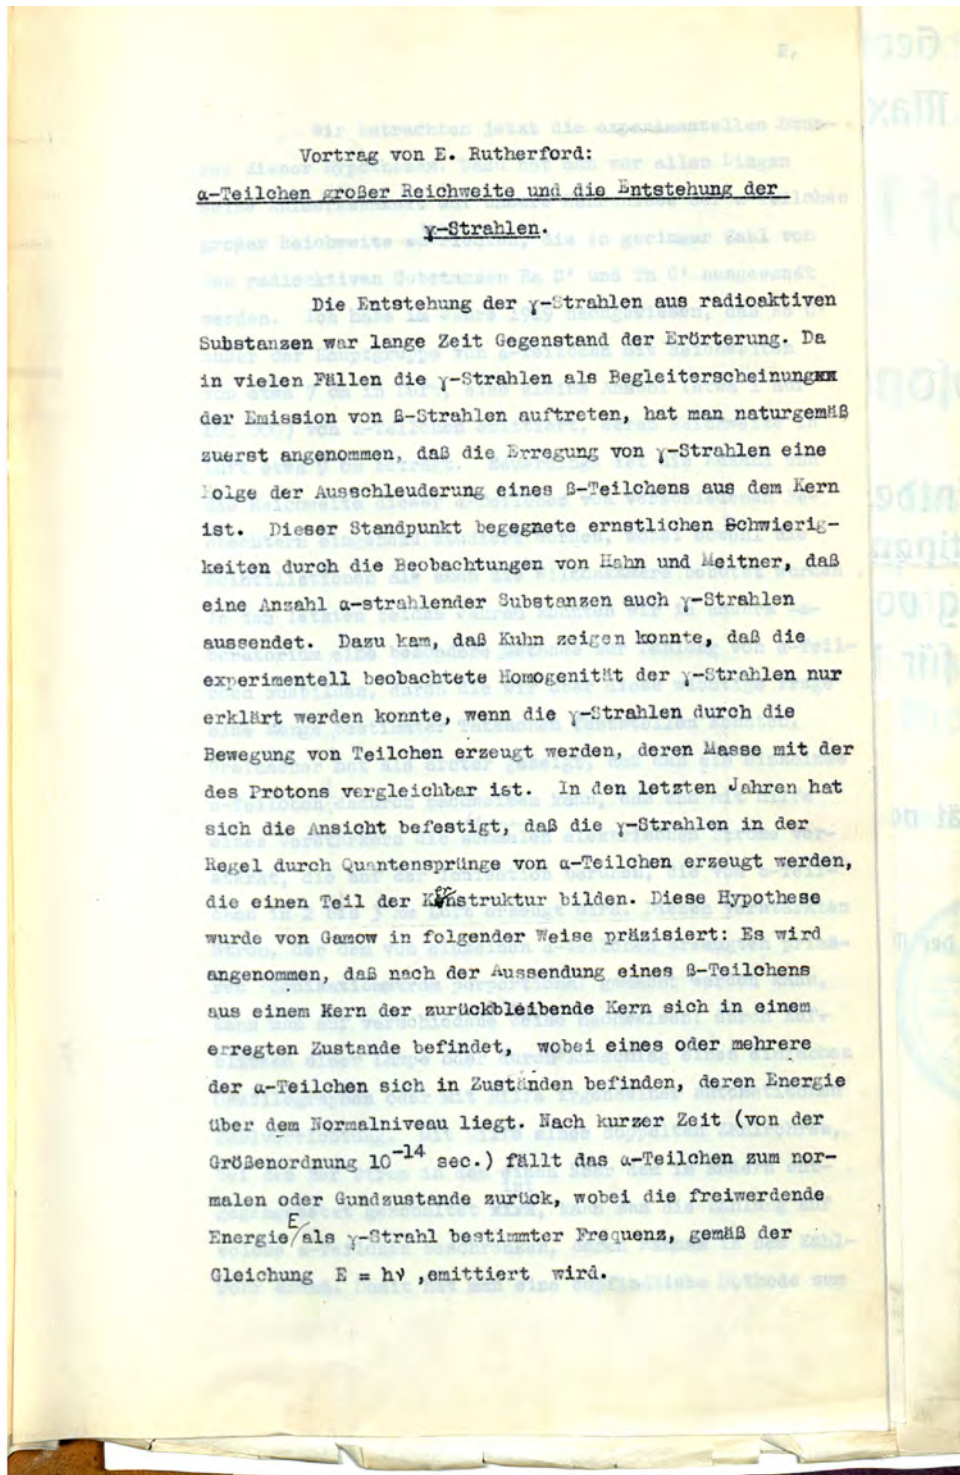 Vortrag von E. Rutherford:
α-Teilchen großer Reichweite und die Entstehung der
γ-Strahlen.
Die Entstehung der γ-Strahlen aus radioaktiven
Substanzen war lange Zeit Gegenstand der Erörterung. Da
in vielen Fällen die γ-Strahlen als Begleiterscheinungxx
der Emission von ß-Strahlen auftreten, hat man naturgemäß
zuerst angenommen, daß die Erregung von γ-Strahlen eine
Folge der Ausschleuderung eines ß-Teilchens aus dem Kern
ist. Dieser Standpunkt begegnete ernstlichen Schwierig-
keiten durch die Beobachtungen von Hahn und Meitner, daß
eine Anzahl α-strahlender Substanzen auch γ-Strahlen
aussendet. Dazu kam, daß Kuhn zeigen konnte, daß die
experimentell beobachtete Homogenität der γ-Strahlen nur
erklärt werden konnte, wenn die γ-Strahlen durch die
Bewegung von Teilchen erzeugt werden, deren Masse mit der
des Protons vergleichbar ist. In den letzten Jahren hat
sich die Ansicht befestigt, daß die γ-Strahlen in der
Regel durch Quantensprünge von α-Teilchen erzeugt werden,
die einen Teil der Kernstruktur bilden. Diese Hypothese
wurde von Gamow in folgender Weise präzisiert: Es wird
angenommen, daß nach der Aussendung eines ß-Teilchens
aus einem Kern der zurückbleibende Kern sich in einem
erregten Zustande befindet, wobei eines oder mehrere
der α-Teilchen sich in Zuständen befinden, deren Energie
über dem Normalniveau liegt. Nach kurzer Zeit (von der
Größenordnung 10⁻¹⁴ sec.) fällt das α-Teilchen zum nor-
malen oder Gundzustande zurück, wobei die freiwerdende
Energie E als γ-Strahl bestimmter Frequenz, gemäß der
Gleichung E = hν ,emittiert wird.